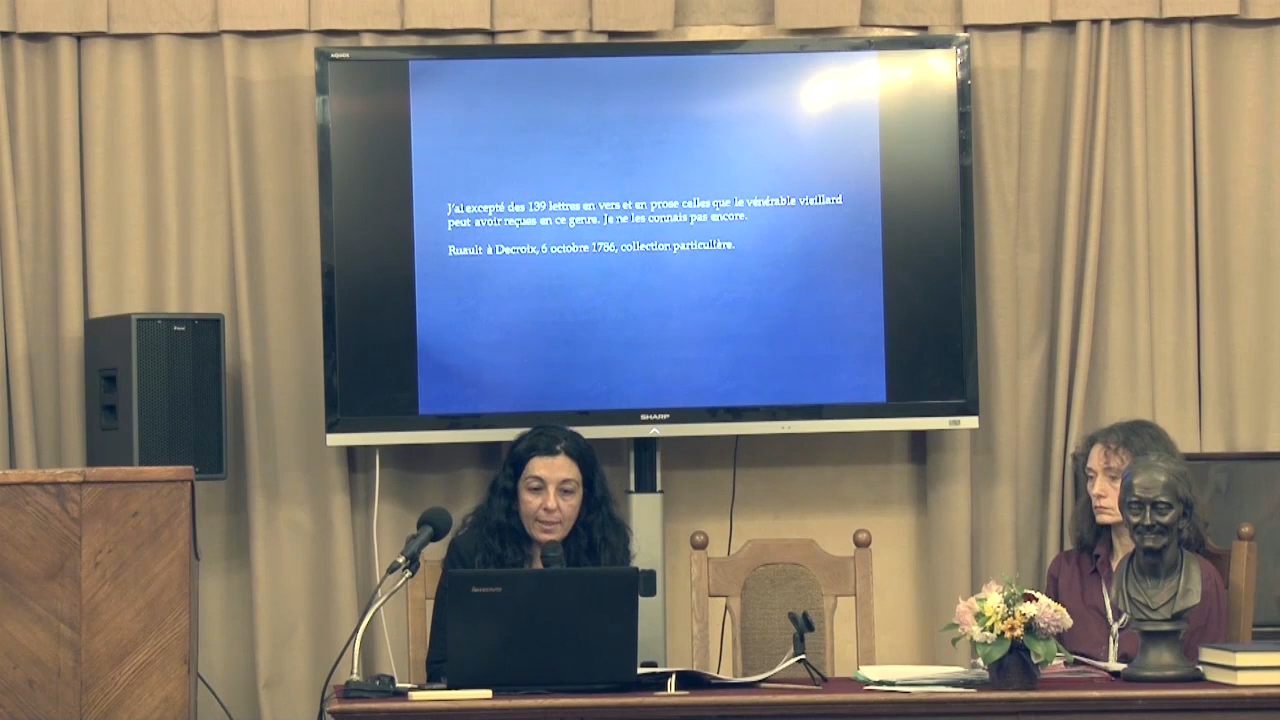 AQUOS
J'ai excepté des 139 lettres en vers et en prose celles que le vénérable vieillard
peut avoir reçues en ce genre. Je ne les connais pas encore.
Ruault à Decroix, 6 octobre 1786, collection particulière.
SHARP
lenovo